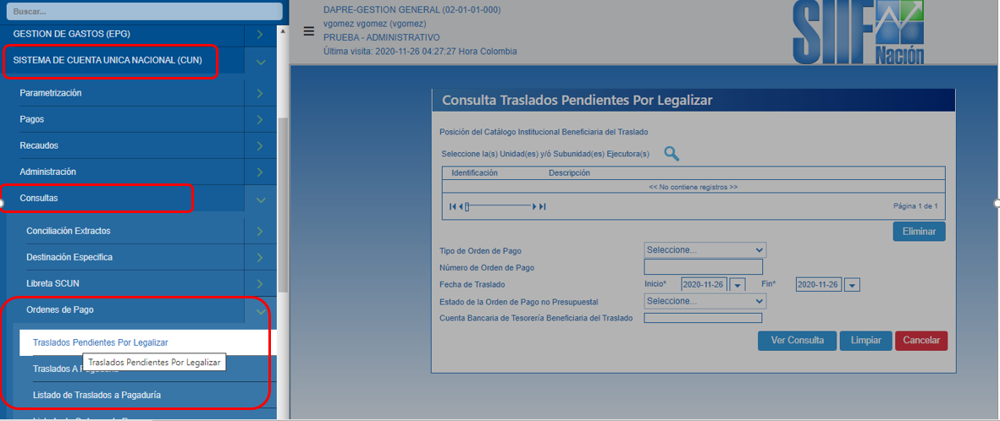 Buscar...
GESTION DE GASTOS (EPG)
SISTEMA DE CUENTA UNICA NACIONAL (CUN)
Parametrización
Pagos
Recaudos
Administración
Consultas
Conciliación Extractos
Destinación Especifica
Libreta SCUN
Ordenes de Pago
Traslados Pendientes Por Legalizar
Traslados Pendientes Por Legalizar
Traslados A Pagaduria
Listado de Traslados a Pagaduría
DAPRE-GESTION GENERAL (02-01-01-000)
vgomez vgomez (vgomez)
PRUEBA - ADMINISTRATIVO
Última visita: 2020-11-26 04:27:27 Hora Colombia
SIIF
Nación
Consulta Traslados Pendientes Por Legalizar
Posición del Catálogo Institucional Beneficiaria del Traslado
Seleccione la(s) Unidad(es) y/ó Subunidad(es) Ejecutora(s)
Identificación Descripción
<< No contiene registros >>
Página 1 de 1
Eliminar
Tipo de Orden de Pago Seleccione...
Número de Orden de Pago
Fecha de Traslado Inicio* 2020-11-26 Fin* 2020-11-26
Estado de la Orden de Pago no Presupuestal Seleccione...
Cuenta Bancaria de Tesorería Beneficiaria del Traslado
Ver Consulta Limpiar Cancelar